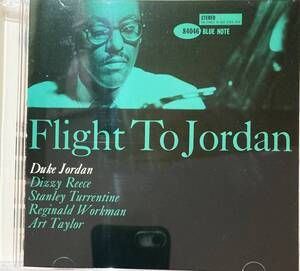 STEREO
84046 BLUE NOTE
Flight To Jordan
Duke Jordan
Dizzy Reece
Stanley Turrentine
Reginald Workman
Art Taylor